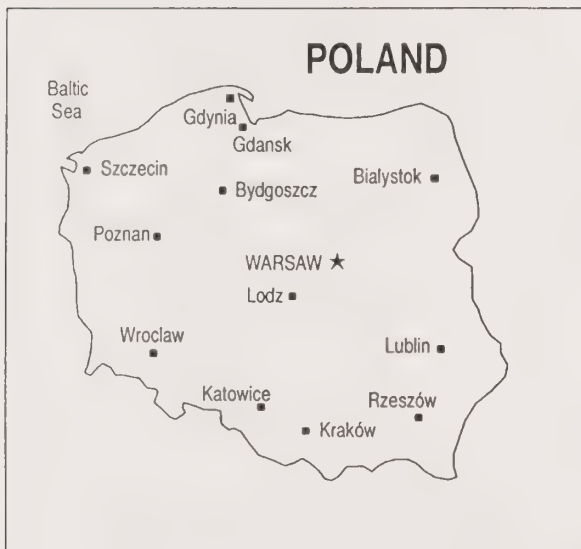 POLAND
Baltic
Sea
Gdynia
Gdansk
Szczecin
Bydgoszcz
Bialystok
Poznan
WARSAW
Lodz
Wroclaw
Lublin
Katowice
Rzeszów
Kraków